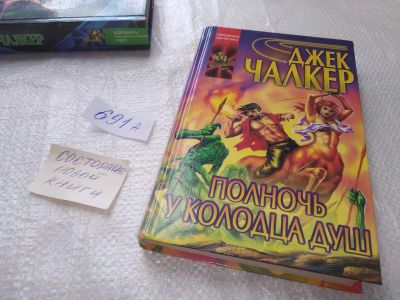 ЧАЛКЕР
ДЖЕК
ЧАЛКЕР
691А
СОСТОЯНИЕ
НОВОЙ
КНИГИ
ПОЛНОЧЬ
У КОЛОДЦА ДУШ